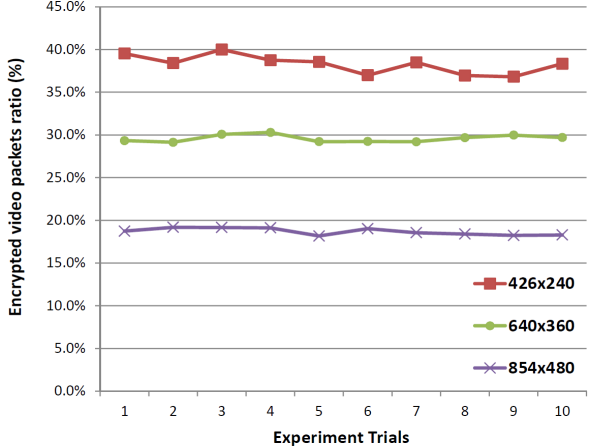 45.0%
40.0%
35.0%
30.0%
25.0%
20.0%
15.0%
10.0%
5.0%
0.0%
Encrypted video packets ratio (%)
426x240
640x360
854x480
1 2 3 4 5 6 7 8 9 10
Experiment Trials